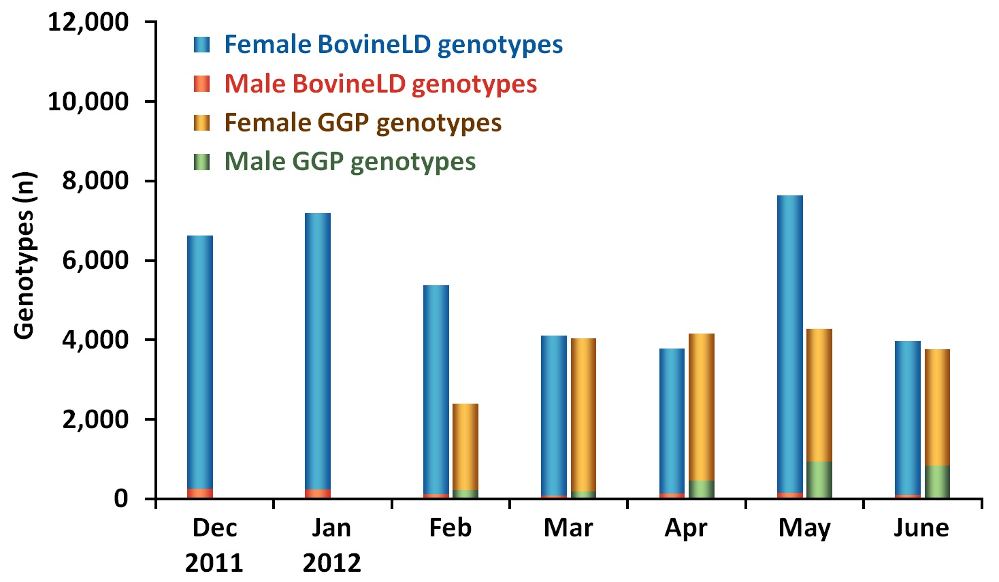 Genotypes (n)
12,000
10,000
8,000
6,000
4,000
2,000
0
Female BovineLD genotypes
Male BovineLD genotypes
Female GGP genotypes
Male GGP genotypes
Dec Jan Feb Mar Apr May June
2011 2012